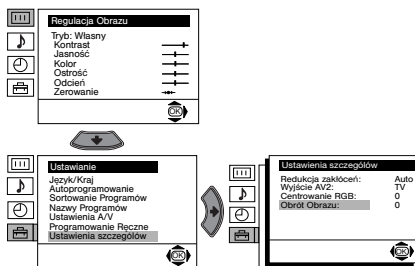 Regulacja Obrazu
Tryb: Własny
Kontrast
Jasność
Kolor
Ostrość
Odcień
Zerowanie
OK
Ustawianie
Język/Kraj
Autoprogramowanie
Sortowanie Programów
Nazwy Programów
Ustawienia A/V
Programowanie Ręczne
Ustawienia szczegółów
OK
Ustawienia szczegółów
Redukcja zakłóceń: Auto
Wyjście AV2: TV
Centrowanie RGB: 0
Obrót Obrazu: 0
OK